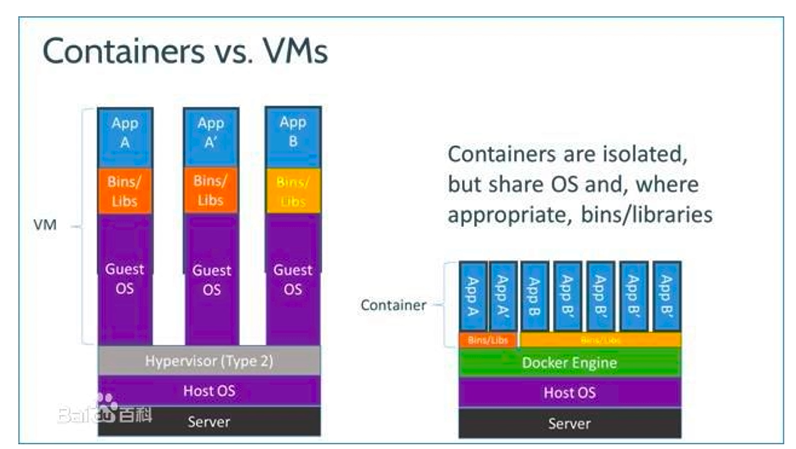 Containers vs. VMs
App
A
App
A'
App
B
Bins/
Libs
Bins/
Libs
Bins/
Libs
VM
Guest
OS
Guest
OS
Guest
OS
Hypervisor (Type 2)
Host OS
Server
Baidu百科
Containers are isolated,
but share OS and, where
appropriate, bins/libraries
Container
App A
App A'
App B
App B'
App B'
App B'
App B'
Bins/Libs
Bins/Libs
Docker Engine
Host OS
Server